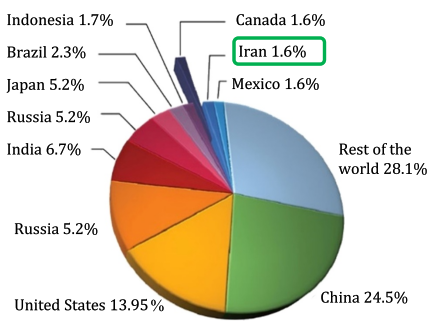 Indonesia 1.7%
Canada 1.6%
Brazil 2.3%
Iran 1.6%
Japan 5.2%
Mexico 1.6%
Russia 5.2%
India 6.7%
Rest of the
world 28.1%
Russia 5.2%
United States 13.95%
China 24.5%